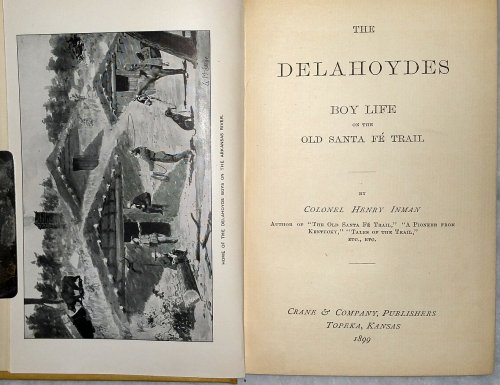 HOME OF THE DELAHOYDE BOYS ON THE ARKANSAS RIVER.
THE
DELAHOYDES
BOY LIFE
ON THE
OLD SANTA FÉ TRAIL
BY
COLONEL HENRY INMAN
AUTHOR OF "THE OLD SANTA FÉ TRAIL," "A PIONEER FROM
KENTUCKY," "TALES OF THE TRAIL,"
ETC., ETC.
CRANE & COMPANY, PUBLISHERS
TOPEKA, KANSAS
1899